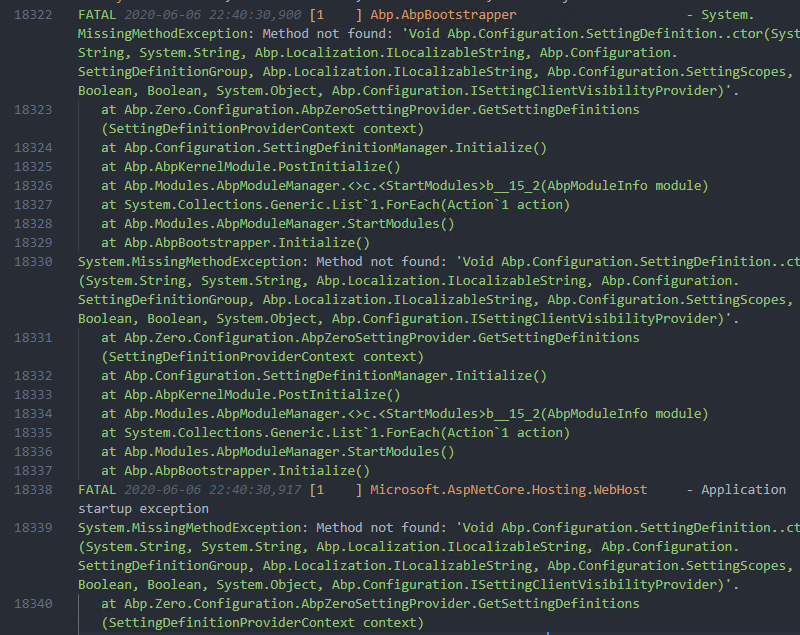 18322 FATAL 2020-06-06 22:40:30,900 [1    ] Abp.AbpBootstrapper                      - System.
MissingMethodException: Method not found: 'Void Abp.Configuration.SettingDefinition..ctor(Syst
String, System.String, Abp.Localization.ILocalizableString, Abp.Configuration.
SettingDefinitionGroup, Abp.Localization.ILocalizableString, Abp.Configuration.SettingScopes,
Boolean, Boolean, System.Object, Abp.Configuration.ISettingClientVisibilityProvider)'.
18323    at Abp.Zero.Configuration.AbpZeroSettingProvider.GetSettingDefinitions
(SettingDefinitionProviderContext context)
18324    at Abp.Configuration.SettingDefinitionManager.Initialize()
18325    at Abp.AbpKernelModule.PostInitialize()
18326    at Abp.Modules.AbpModuleManager.<>c.<StartModules>b__15_2(AbpModuleInfo module)
18327    at System.Collections.Generic.List`1.ForEach(Action`1 action)
18328    at Abp.Modules.AbpModuleManager.StartModules()
18329    at Abp.AbpBootstrapper.Initialize()
18330 System.MissingMethodException: Method not found: 'Void Abp.Configuration.SettingDefinition..ct
(System.String, System.String, Abp.Localization.ILocalizableString, Abp.Configuration.
SettingDefinitionGroup, Abp.Localization.ILocalizableString, Abp.Configuration.SettingScopes,
Boolean, Boolean, System.Object, Abp.Configuration.ISettingClientVisibilityProvider)'.
18331    at Abp.Zero.Configuration.AbpZeroSettingProvider.GetSettingDefinitions
(SettingDefinitionProviderContext context)
18332    at Abp.Configuration.SettingDefinitionManager.Initialize()
18333    at Abp.AbpKernelModule.PostInitialize()
18334    at Abp.Modules.AbpModuleManager.<>c.<StartModules>b__15_2(AbpModuleInfo module)
18335    at System.Collections.Generic.List`1.ForEach(Action`1 action)
18336    at Abp.Modules.AbpModuleManager.StartModules()
18337    at Abp.AbpBootstrapper.Initialize()
18338 FATAL 2020-06-06 22:40:30,917 [1    ] Microsoft.AspNetCore.Hosting.WebHost     - Application
startup exception
18339 System.MissingMethodException: Method not found: 'Void Abp.Configuration.SettingDefinition..ct
(System.String, System.String, Abp.Localization.ILocalizableString, Abp.Configuration.
SettingDefinitionGroup, Abp.Localization.ILocalizableString, Abp.Configuration.SettingScopes,
Boolean, Boolean, System.Object, Abp.Configuration.ISettingClientVisibilityProvider)'.
18340    at Abp.Zero.Configuration.AbpZeroSettingProvider.GetSettingDefinitions
(SettingDefinitionProviderContext context)